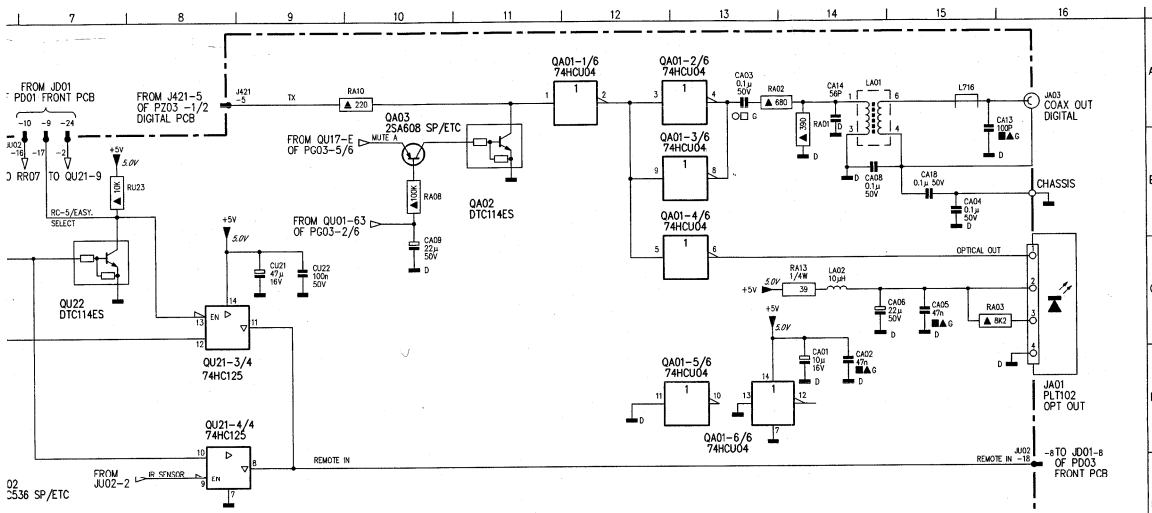 7 8 9 10 11 12 13 14 15 16
A
B
C
FROM JD01
PD01 FRONT PCB
-10 -9 -24
JU02
-16 -17 -2
RR07 TO QU21-9
+5V
5.0V
10K
RU23
RC-5/EASY.
SELECT
QU22
DTC114ES
FROM J421-5
OF PZ03 -1/2
DIGITAL PCB
J421
-5
TX
RA10
220
QA03
2SA608 SP/ETC
FROM QU17-E
OF PG03-5/6
MUTE A
100K
RA08
FROM QU01-63
OF PG03-2/6
CA09
22µ
50V
D
QA02
DTC114ES
D
QA01-1/6
74HCU04
1 1 2
QA01-2/6
74HCU04
3 1 4
QA01-3/6
74HCU04
9 1 8
QA01-4/6
74HCU04
5 1 6
CA03
0.1µ
50V
G
RA02
680
390
RA01
D
CA14
56P
D
LA01
1 6
3 4
D
CA08
0.1µ
50V
L716
CA13
100P
G
D
JA03
COAX OUT
DIGITAL
CA18
0.1µ 50V
CA04
0.1µ
50V
D
CHASSIS
OPTICAL OUT
+5V
5.0V
RA13
1/4W
39
LA02
10µH
CA06
22µ
50V
D
CA05
47n
G
D
RA03
8K2
1
2
3
4
D
JA01
PLT102
OPT OUT
+5V
5.0V
CU21
47µ
16V
CU22
100n
50V
14
EN
13
12
11
QU21-3/4
74HC125
QU21-4/4
74HC125
10
EN
9
8
7
FROM
JU02-2
IR SENSOR
REMOTE IN
QA01-5/6
74HCU04
11 1 10
D
+5V
5.0V
14
13 1 12
7
QA01-6/6
74HCU04
CA01
10µ
16V
D
CA02
47n
G
D
JU02
REMOTE IN -18
-8 TO JD01-8
OF PD03
FRONT PCB
02
C536 SP/ETC